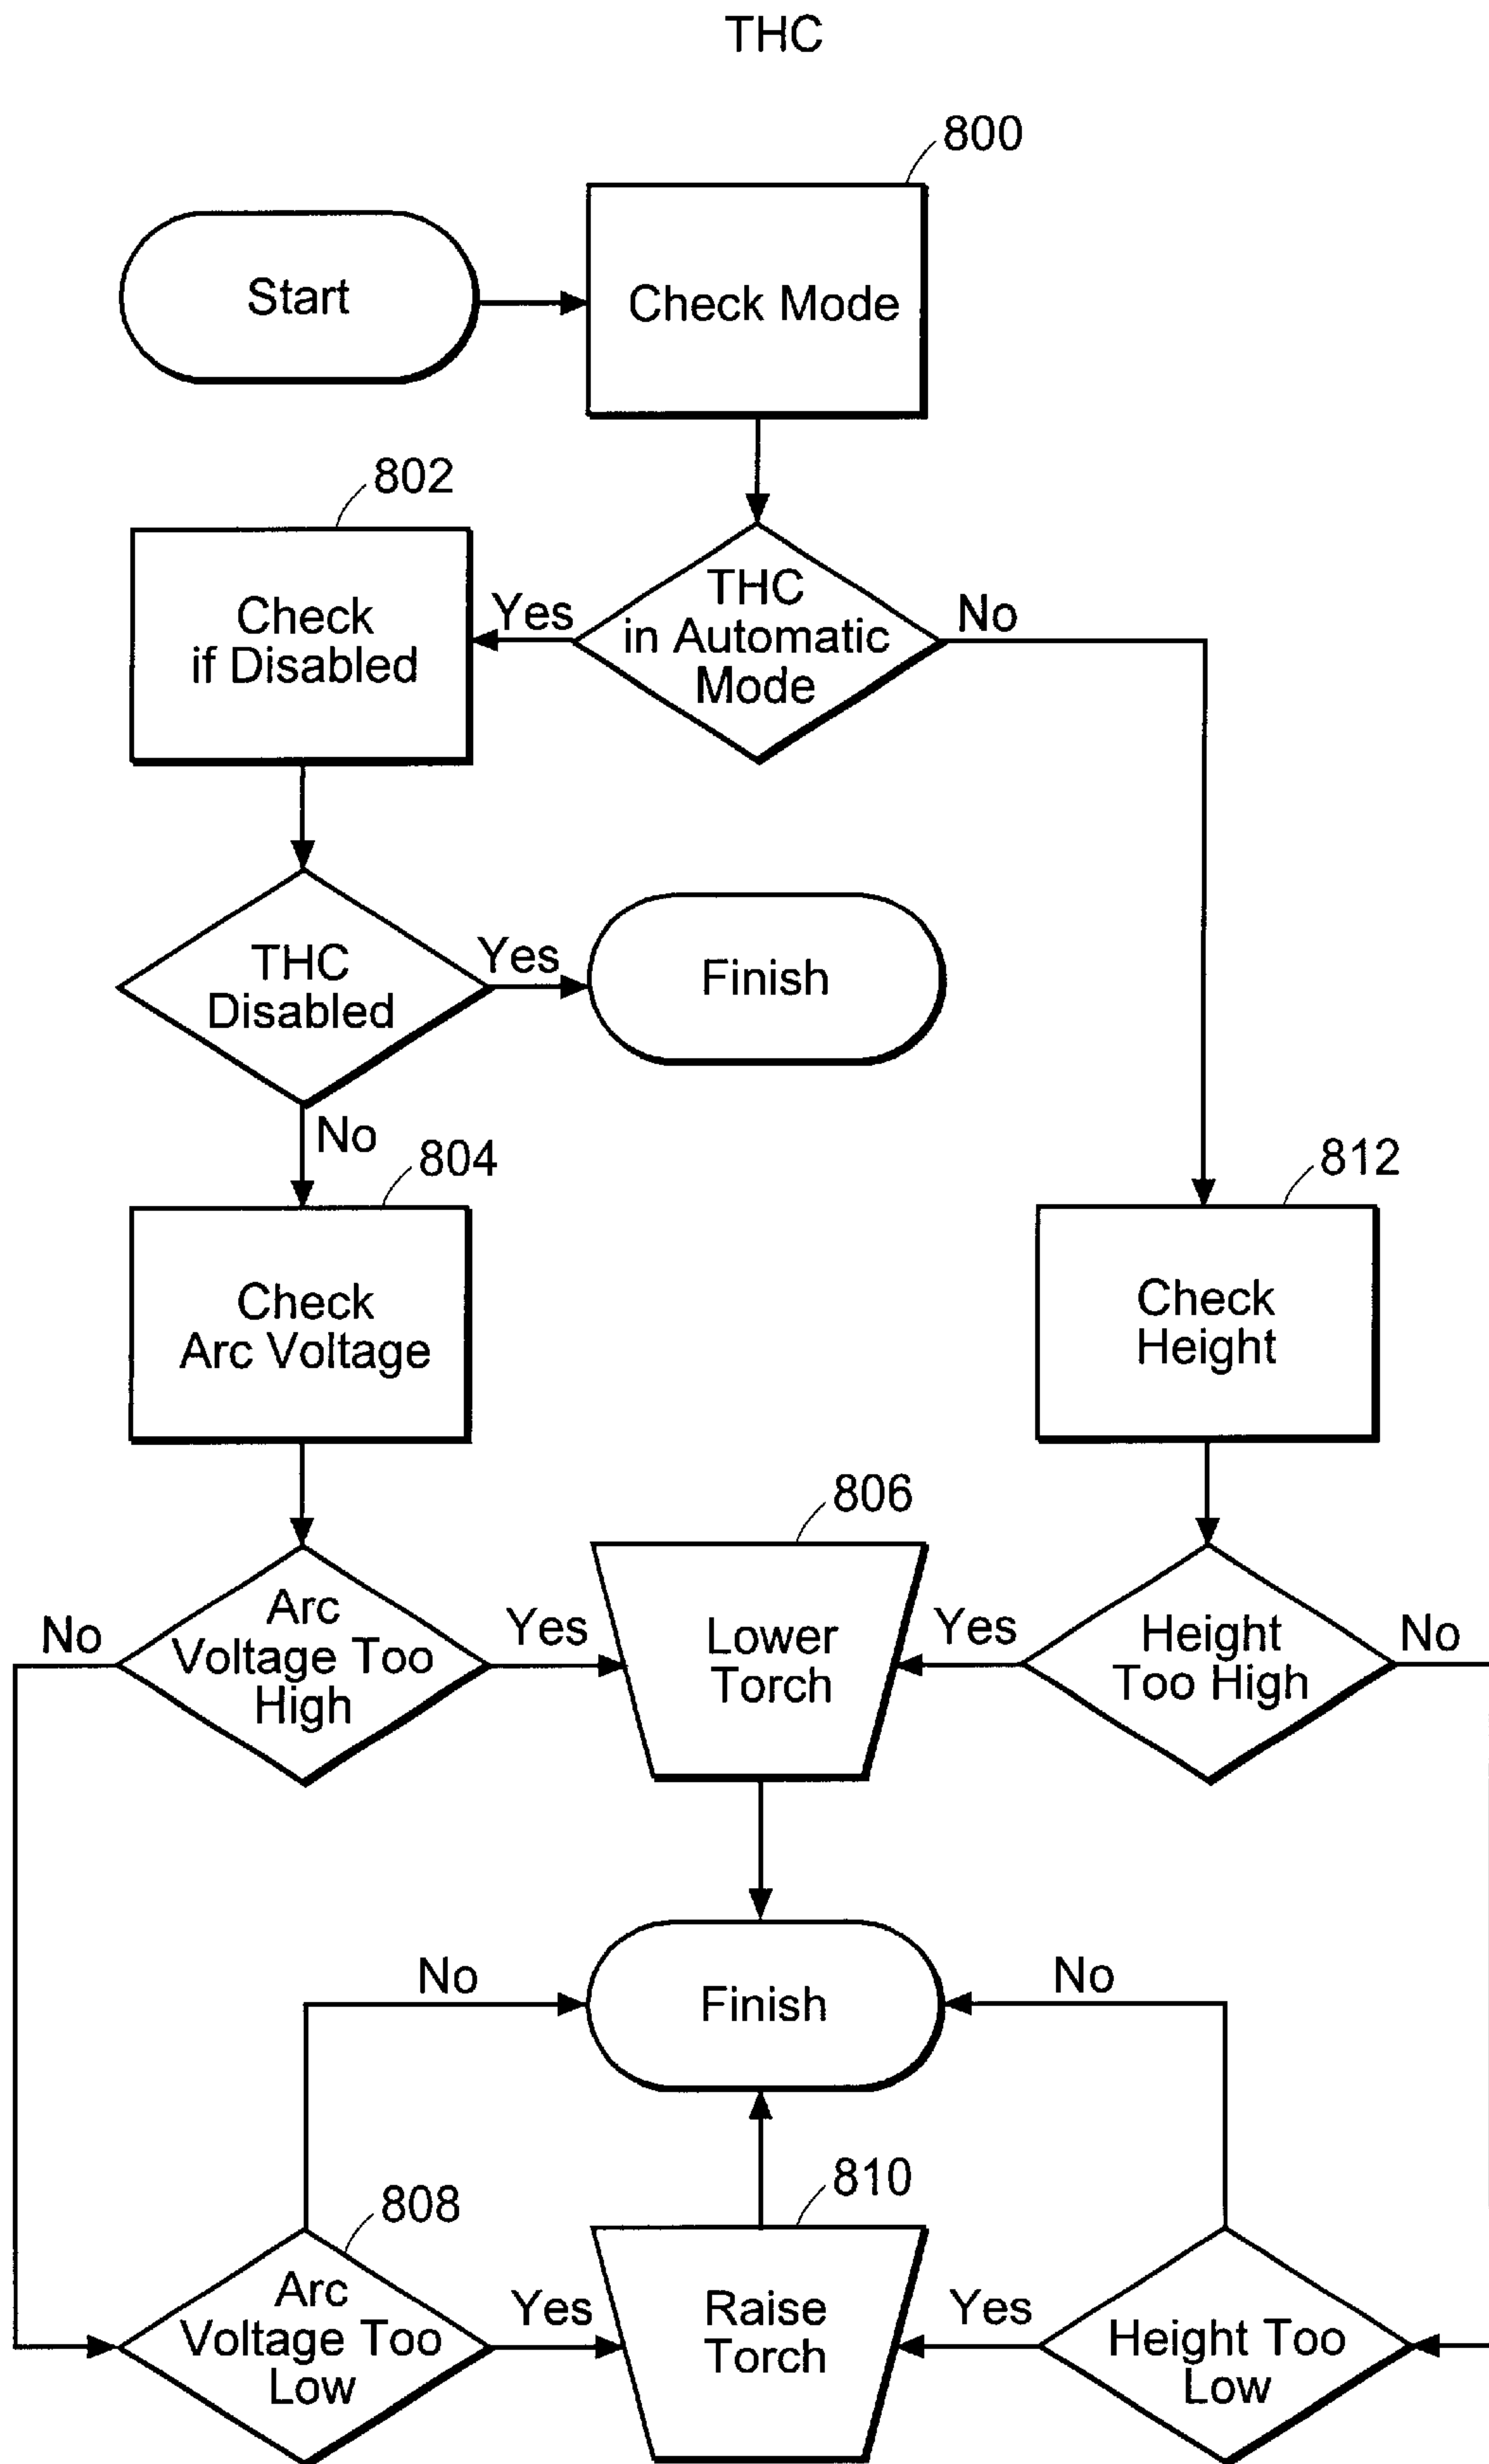 THC
800
Start
Check Mode
802
THC
in Automatic
Mode
Yes
No
Check
if Disabled
THC
Disabled
Yes
Finish
No
804
812
Check
Arc Voltage
Check
Height
806
No
Arc
Voltage Too
High
Yes
Lower
Torch
Yes
Height
Too High
No
No
Finish
No
808
810
Arc
Voltage Too
Low
Yes
Raise
Torch
Yes
Height Too
Low